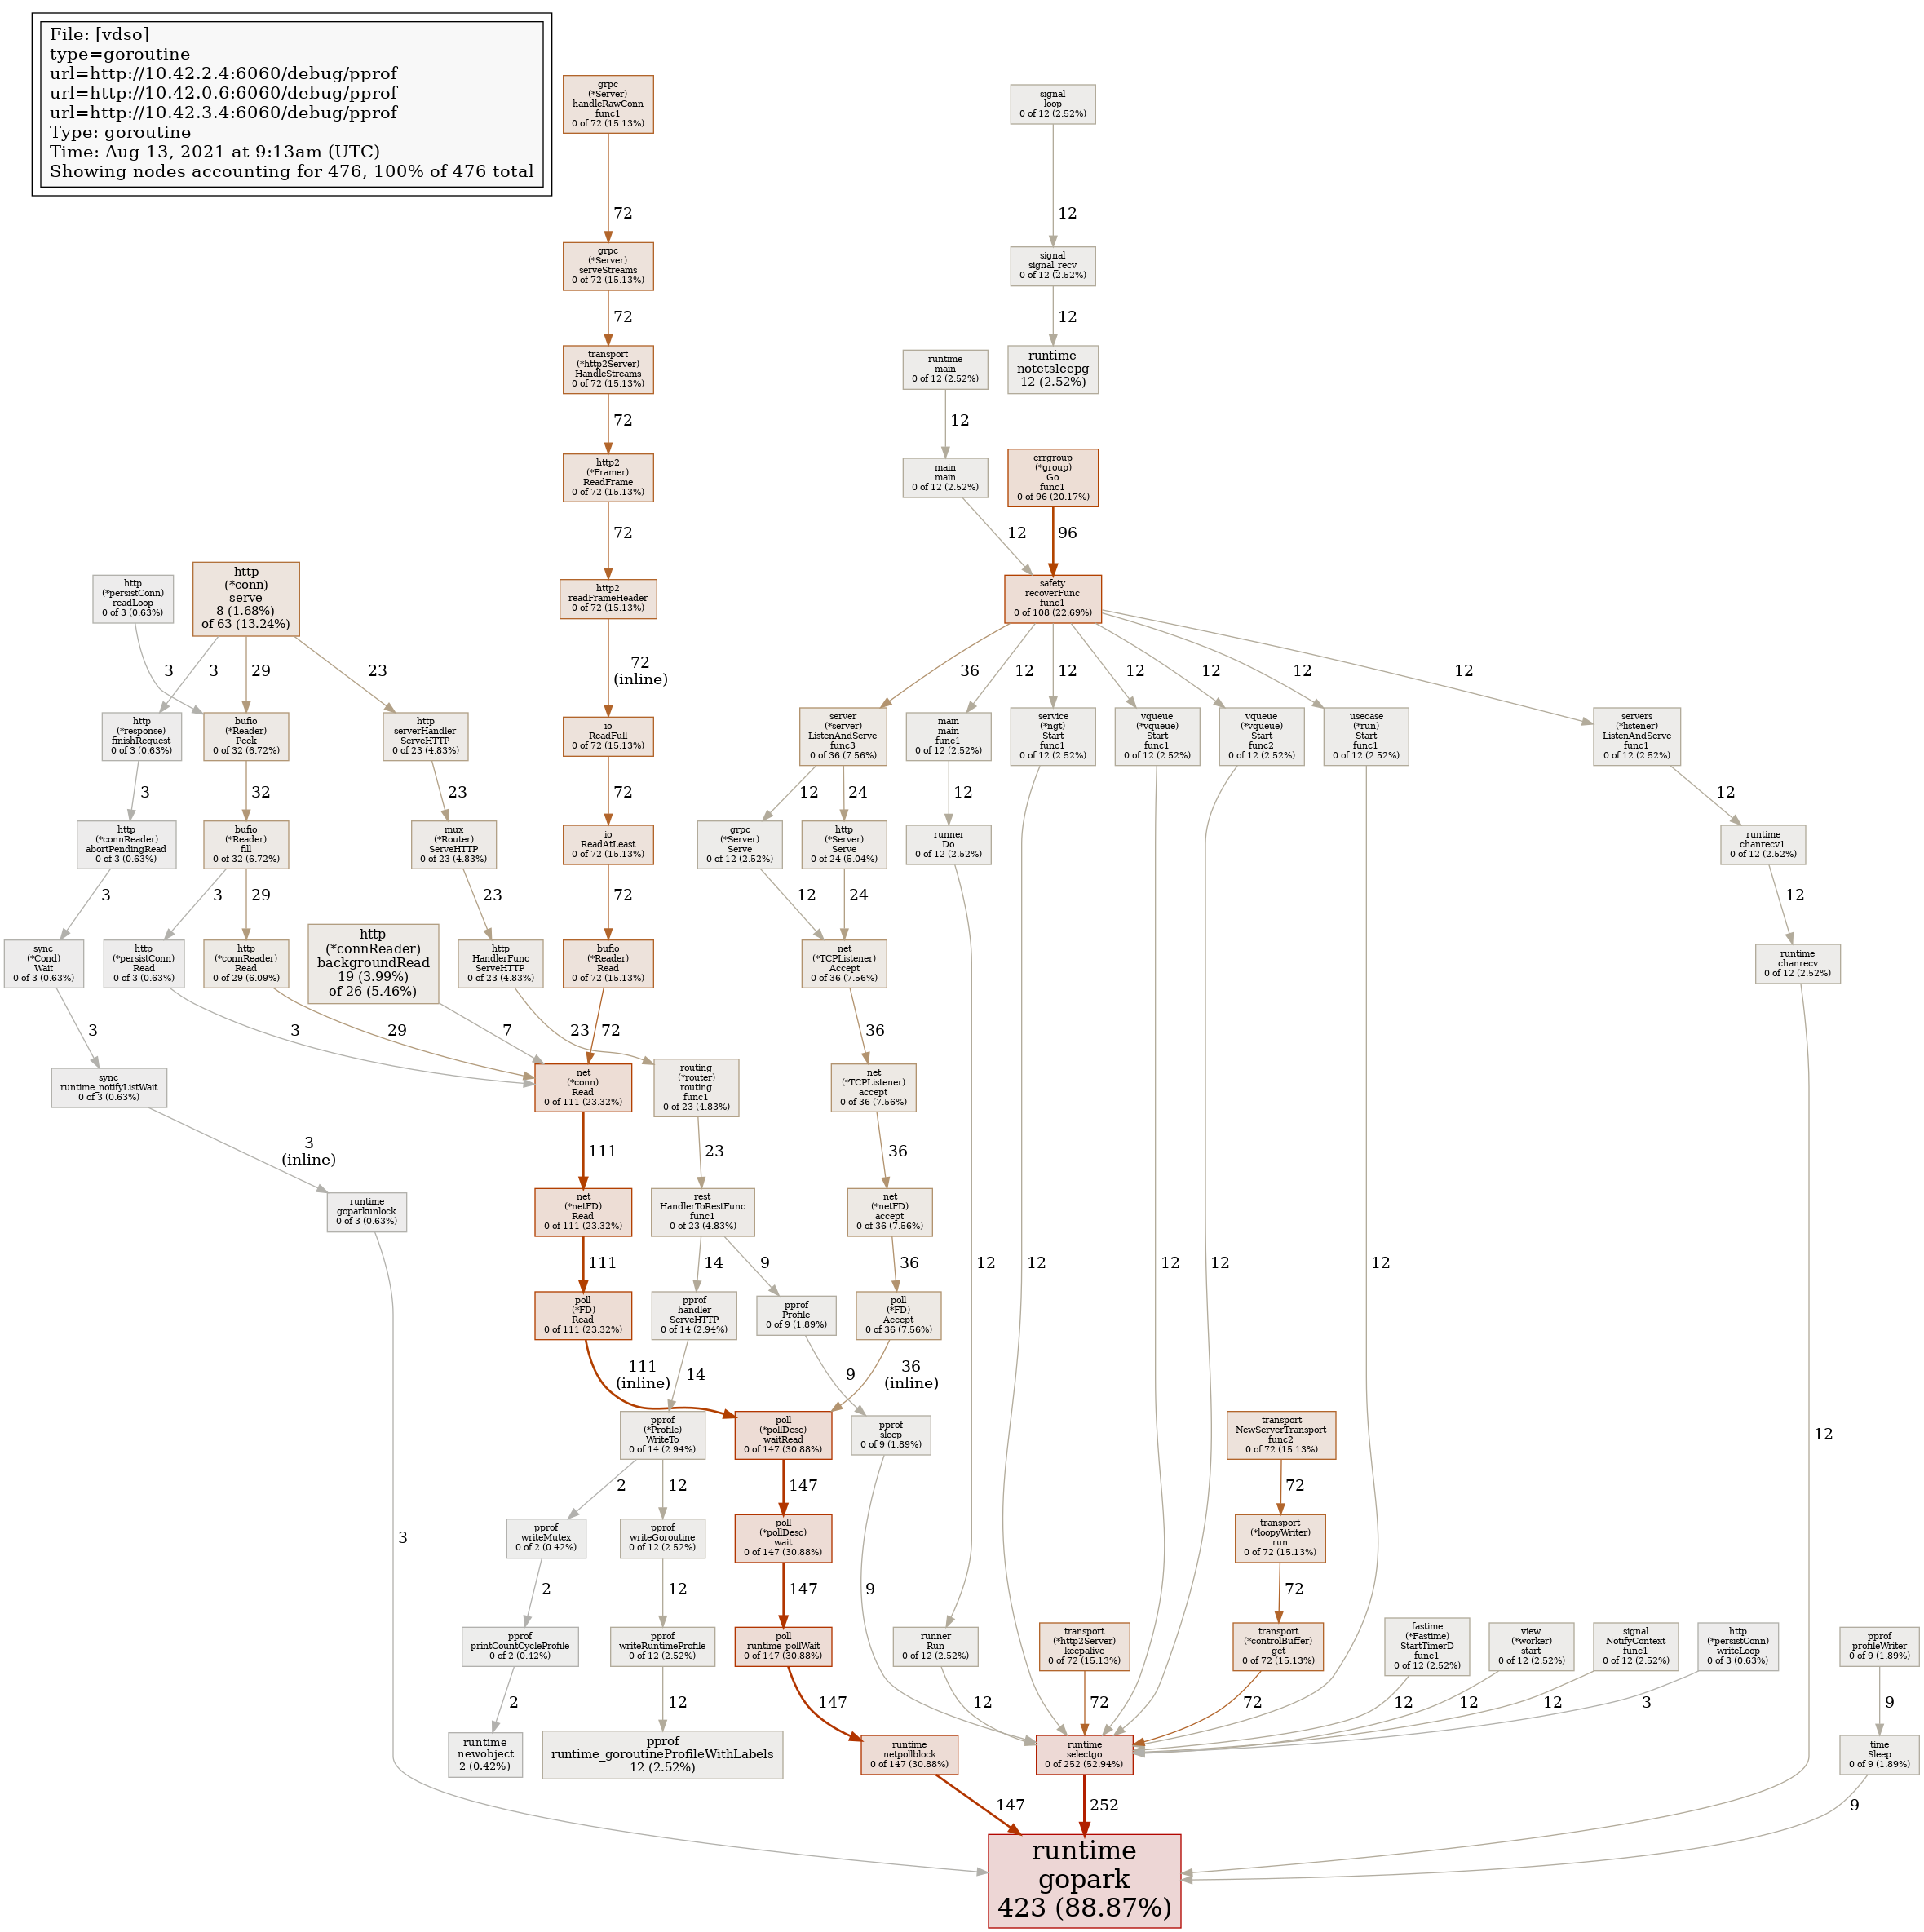 File: [vdso]
type=goroutine
url=http://10.42.2.4:6060/debug/pprof
url=http://10.42.0.6:6060/debug/pprof
url=http://10.42.3.4:6060/debug/pprof
Type: goroutine
Time: Aug 13, 2021 at 9:13am (UTC)
Showing nodes accounting for 476, 100% of 476 total
grpc
(*Server)
handleRawConn
func1
0 of 72 (15.13%)
signal
loop
0 of 12 (2.52%)
72
12
grpc
(*Server)
serveStreams
0 of 72 (15.13%)
signal
signal_recv
0 of 12 (2.52%)
72
12
transport
(*http2Server)
HandleStreams
0 of 72 (15.13%)
runtime
main
0 of 12 (2.52%)
runtime
notetsleepg
12 (2.52%)
72
12
http2
(*Framer)
ReadFrame
0 of 72 (15.13%)
main
main
0 of 12 (2.52%)
errgroup
(*group)
Go
func1
0 of 96 (20.17%)
72
12
96
http
(*persistConn)
readLoop
0 of 3 (0.63%)
http
(*conn)
serve
8 (1.68%)
of 63 (13.24%)
http2
readFrameHeader
0 of 72 (15.13%)
safety
recoverFunc
func1
0 of 108 (22.69%)
3
3
29
23
72
(inline)
36
12
12
12
12
12
12
http
(*response)
finishRequest
0 of 3 (0.63%)
bufio
(*Reader)
Peek
0 of 32 (6.72%)
http
serverHandler
ServeHTTP
0 of 23 (4.83%)
io
ReadFull
0 of 72 (15.13%)
server
(*server)
ListenAndServe
func3
0 of 36 (7.56%)
main
main
func1
0 of 12 (2.52%)
service
(*ngt)
Start
func1
0 of 12 (2.52%)
vqueue
(*vqueue)
Start
func1
0 of 12 (2.52%)
vqueue
(*vqueue)
Start
func2
0 of 12 (2.52%)
usecase
(*run)
Start
func1
0 of 12 (2.52%)
servers
(*listener)
ListenAndServe
func1
0 of 12 (2.52%)
3
32
23
72
12
24
12
12
http
(*connReader)
abortPendingRead
0 of 3 (0.63%)
bufio
(*Reader)
fill
0 of 32 (6.72%)
mux
(*Router)
ServeHTTP
0 of 23 (4.83%)
io
ReadAtLeast
0 of 72 (15.13%)
grpc
(*Server)
Serve
0 of 12 (2.52%)
http
(*Server)
Serve
0 of 24 (5.04%)
runner
Do
0 of 12 (2.52%)
runtime
chanrecv1
0 of 12 (2.52%)
3
3
29
23
72
12
24
12
sync
(*Cond)
Wait
0 of 3 (0.63%)
http
(*persistConn)
Read
0 of 3 (0.63%)
http
(*connReader)
Read
0 of 29 (6.09%)
http
(*connReader)
backgroundRead
19 (3.99%)
of 26 (5.46%)
http
HandlerFunc
ServeHTTP
0 of 23 (4.83%)
bufio
(*Reader)
Read
0 of 72 (15.13%)
net
(*TCPListener)
Accept
0 of 36 (7.56%)
runtime
chanrecv
0 of 12 (2.52%)
3
3
29
7
23
72
36
sync
runtime_notifyListWait
0 of 3 (0.63%)
net
(*conn)
Read
0 of 111 (23.32%)
routing
(*router)
routing
func1
0 of 23 (4.83%)
net
(*TCPListener)
accept
0 of 36 (7.56%)
3
(inline)
111
23
36
runtime
goparkunlock
0 of 3 (0.63%)
net
(*netFD)
Read
0 of 111 (23.32%)
rest
HandlerToRestFunc
func1
0 of 23 (4.83%)
net
(*netFD)
accept
0 of 36 (7.56%)
111
14
9
36
12
12
12
12
12
poll
(*FD)
Read
0 of 111 (23.32%)
pprof
handler
ServeHTTP
0 of 14 (2.94%)
pprof
Profile
0 of 9 (1.89%)
poll
(*FD)
Accept
0 of 36 (7.56%)
111
(inline)
14
9
36
(inline)
12
pprof
(*Profile)
WriteTo
0 of 14 (2.94%)
poll
(*pollDesc)
waitRead
0 of 147 (30.88%)
pprof
sleep
0 of 9 (1.89%)
transport
NewServerTransport
func2
0 of 72 (15.13%)
2
12
147
72
pprof
writeMutex
0 of 2 (0.42%)
pprof
writeGoroutine
0 of 12 (2.52%)
poll
(*pollDesc)
wait
0 of 147 (30.88%)
transport
(*loopyWriter)
run
0 of 72 (15.13%)
3
2
12
147
9
72
pprof
printCountCycleProfile
0 of 2 (0.42%)
pprof
writeRuntimeProfile
0 of 12 (2.52%)
poll
runtime_pollWait
0 of 147 (30.88%)
runner
Run
0 of 12 (2.52%)
transport
(*http2Server)
keepalive
0 of 72 (15.13%)
transport
(*controlBuffer)
get
0 of 72 (15.13%)
fastime
(*Fastime)
StartTimerD
func1
0 of 12 (2.52%)
view
(*worker)
start
0 of 12 (2.52%)
signal
NotifyContext
func1
0 of 12 (2.52%)
http
(*persistConn)
writeLoop
0 of 3 (0.63%)
pprof
profileWriter
0 of 9 (1.89%)
2
12
147
12
72
72
12
12
12
3
9
runtime
newobject
2 (0.42%)
pprof
runtime_goroutineProfileWithLabels
12 (2.52%)
runtime
netpollblock
0 of 147 (30.88%)
runtime
selectgo
0 of 252 (52.94%)
time
Sleep
0 of 9 (1.89%)
147
252
9
runtime
gopark
423 (88.87%)